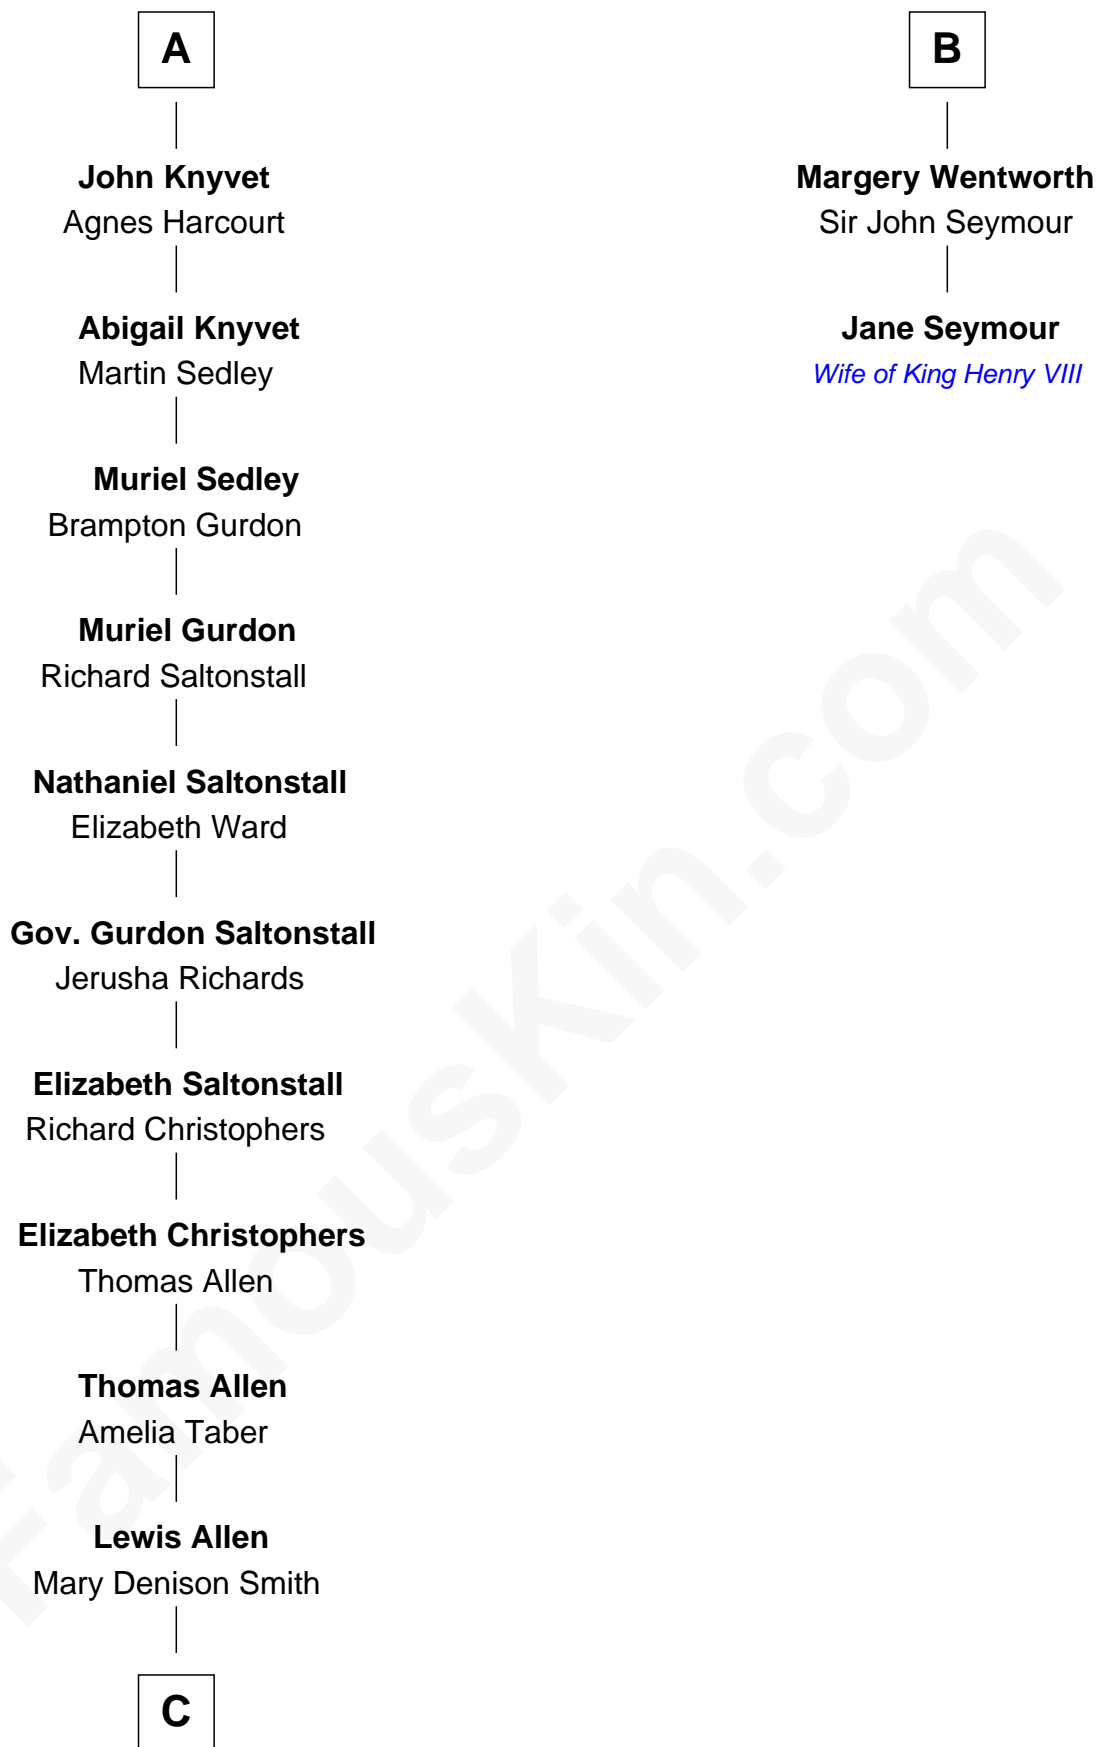 A
John Knyvet
Agnes Harcourt
Abigail Knyvet
Martin Sedley
Muriel Sedley
Brampton Gurdon
Muriel Gurdon
Richard Saltonstall
Nathaniel Saltonstall
Elizabeth Ward
Gov. Gurdon Saltonstall
Jerusha Richards
Elizabeth Saltonstall
Richard Christophers
Elizabeth Christophers
Thomas Allen
Thomas Allen
Amelia Taber
Lewis Allen
Mary Denison Smith
C
B
Margery Wentworth
Sir John Seymour
Jane Seymour
Wife of King Henry VIII
FamousKin.com